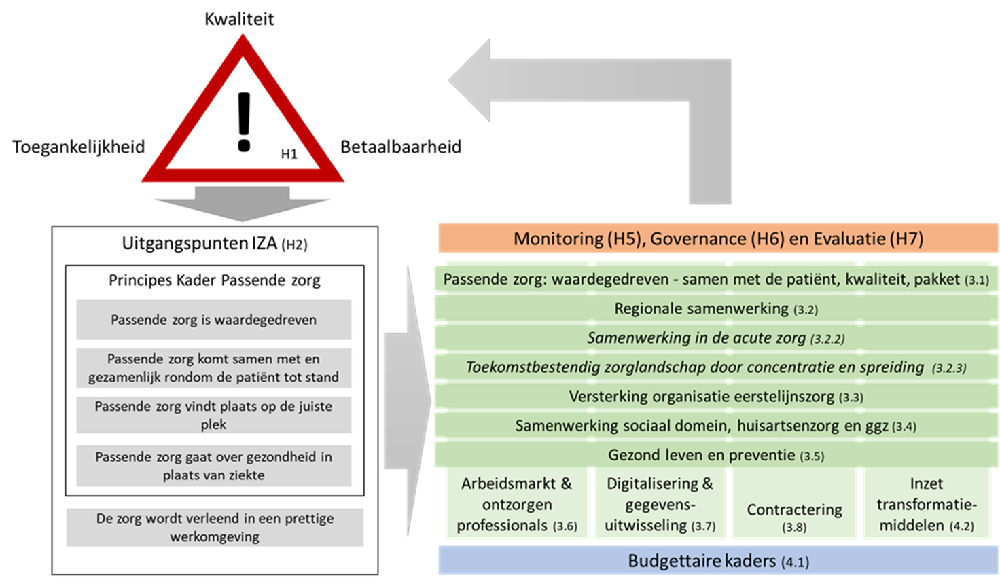 Kwaliteit
!
Toegankelijkheid
H1
Betaalbaarheid
Uitgangspunten IZA (H2)
Principes Kader Passende zorg
Passende zorg is waardegedreven
Passende zorg komt samen met en
gezamenlijk rondom de patiënt tot stand
Passende zorg vindt plaats op de juiste
plek
Passende zorg gaat over gezondheid in
plaats van ziekte
De zorg wordt verleend in een prettige
werkomgeving
Monitoring (H5), Governance (H6) en Evaluatie (H7)
Passende zorg: waardegedreven - samen met de patiënt, kwaliteit, pakket (3.1)
Regionale samenwerking (3.2)
Samenwerking in de acute zorg (3.2.2)
Toekomstbestendig zorglandschap door concentratie en spreiding (3.2.3)
Versterking organisatie eerstelijnszorg (3.3)
Samenwerking sociaal domein, huisartsenzorg en ggz (3.4)
Gezond leven en preventie (3.5)
Arbeidsmarkt &
ontzorgen
professionals (3.6)
Digitalisering &
gegevens-
uitwisseling (3.7)
Contractering
(3.8)
Inzet
transformatie-
middelen (4.2)
Budgettaire kaders (4.1)